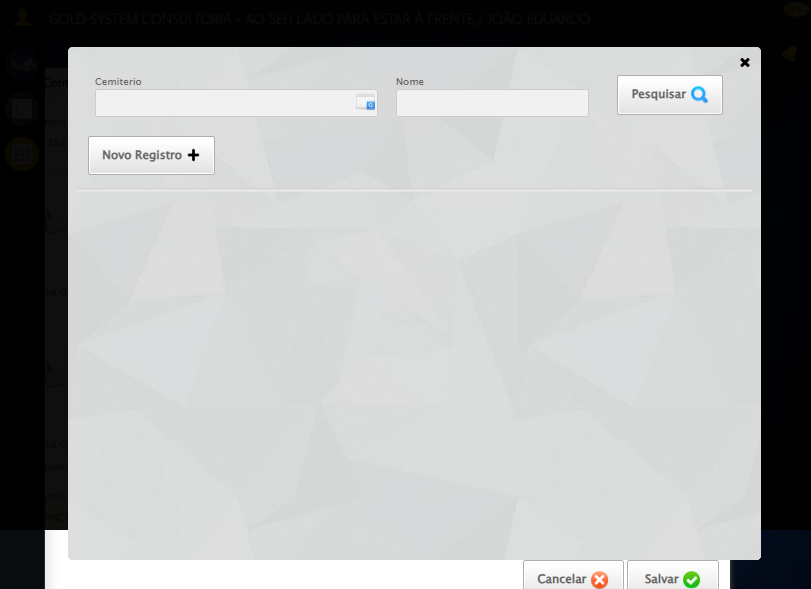 GOLD SYSTEM CONSULTORIA - AO SEU LADO PARA ESTAR À FRENTE / JOÃO EDUARDO
Cemiterio
Nome
Pesquisar
Novo Registro
Cancelar
Salvar